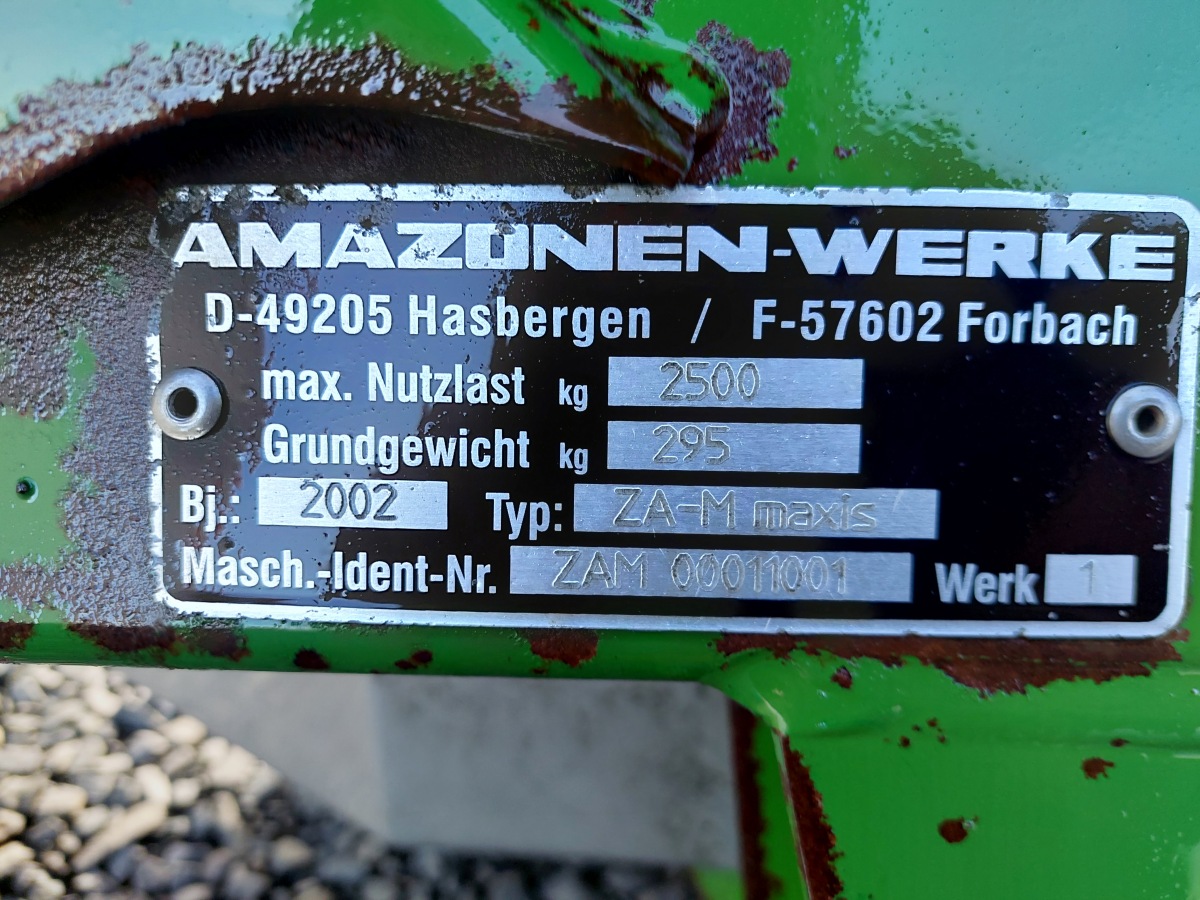 AMAZONEN-WERKE
D-49205 Hasbergen / F-57602 Forbach
max. Nutzlast kg 2500
Grundgewicht kg 295
Bj.: 2002 Typ: ZA-M maxis
Masch.-Ident-Nr. ZAM 00011001 Werk 1